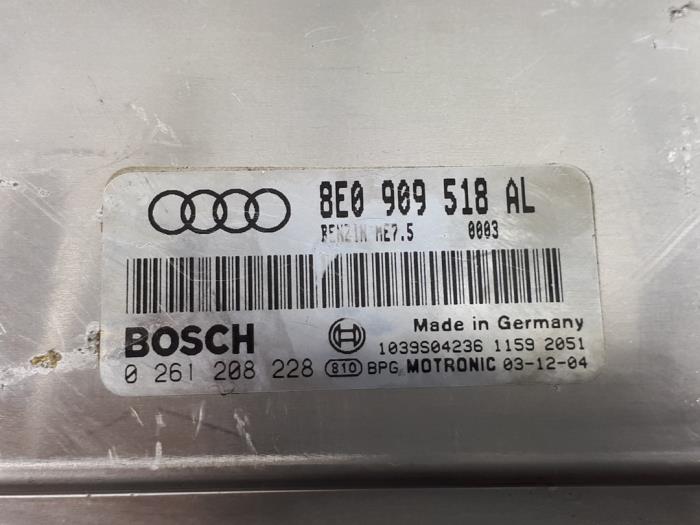 8E0 909 518 AL
BENZIN ME7.5 0003
BOSCH
Made in Germany
1039S04236 1159 2051
0 261 208 228 810 BPG MOTRONIC 03-12-04